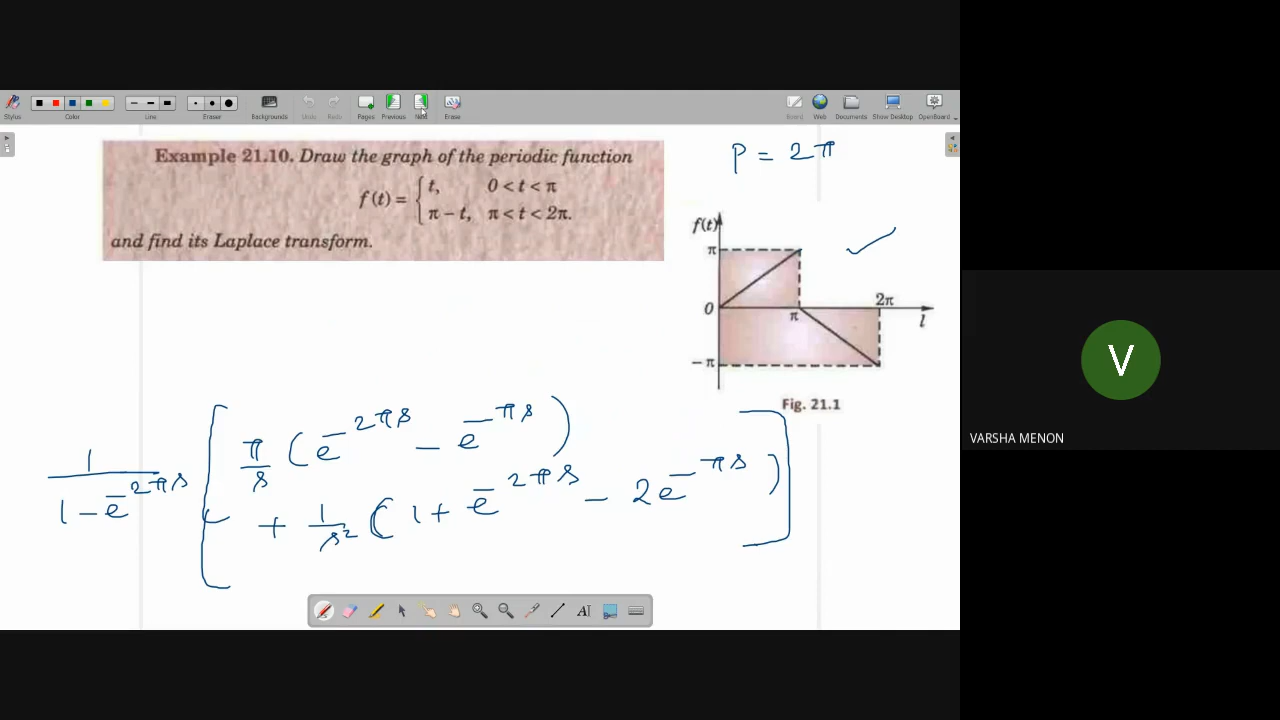 Stylus Color Line Eraser Backgrounds Undo Redo Pages Previous Next Erase Board Web Documents Show Desktop OpenBoard
Example 21.10. Draw the graph of the periodic function
f(t) = { t, 0 < t < π
π – t, π < t < 2π.
and find its Laplace transform.
P = 2π
f(t)
π
0
π
2π
l
– π
Fig. 21.1
1 / (1 - e^-2πs) [ π/s ( e^-2πs - e^-πs )
+ 1/s² ( 1 + e^-2πs - 2e^-πs ) ]
V
VARSHA MENON